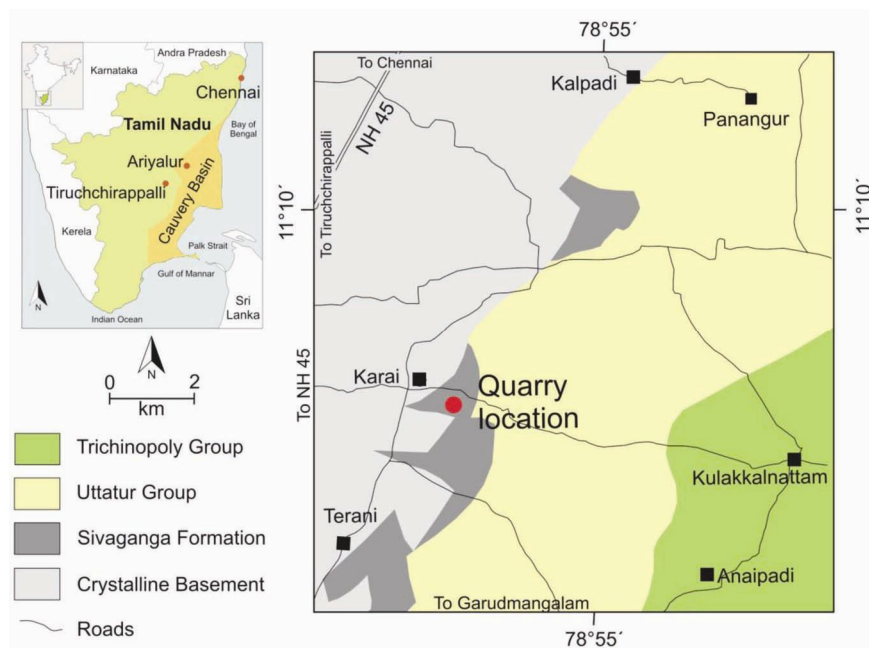 Andra Pradesh
Karnataka
Chennai
Tamil Nadu
Bay of
Bengal
Ariyalur
Tiruchchirappalli
Cauvery Basin
Kerela
Palk Strait
Gulf of Mannar
N
Sri
Lanka
Indian Ocean
N
0 2
km
Trichinopoly Group
Uttatur Group
Sivaganga Formation
Crystalline Basement
Roads
78°55´
To Chennai
NH 45
Kalpadi
Panangur
11°10´
11°10´
To Tiruchchirappalli
To NH 45
Karai
Quarry
location
Kulakkalnattam
Terani
Anaipadi
To Garudmangalam
78°55´